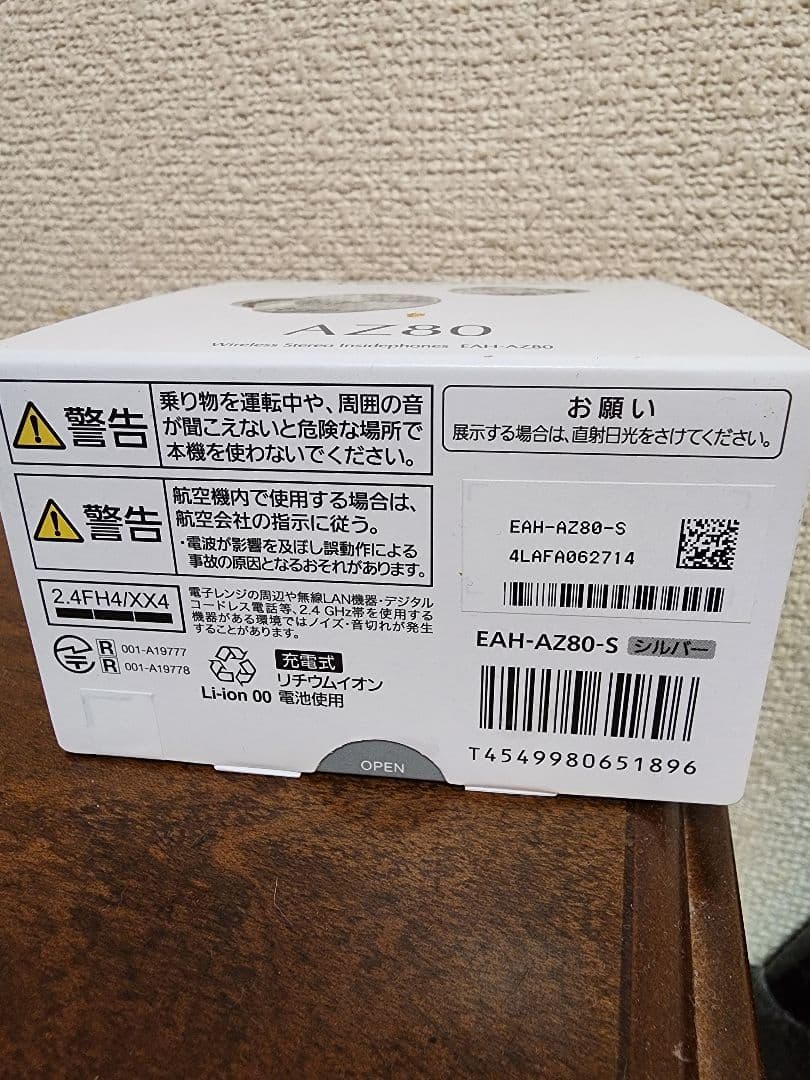 AZ80
Wireless Stereo Insidephones EAH-AZ80
警告
乗り物を運転中や、周囲の音
が聞こえないと危険な場所で
本機を使わないでください。
お願い
展示する場合は、直射日光をさけてください。
警告
航空機内で使用する場合は、
航空会社の指示に従う。
・電波が影響を及ぼし誤動作による
事故の原因となるおそれがあります。
EAH-AZ80-S
4LAFA062714
2.4FH4/XX4
電子レンジの周辺や無線LAN機器・デジタル
コードレス電話等、2.4 GHz帯を使用する
機器がある環境ではノイズ・音切れが発生
することがあります。
R 001-A19777
R 001-A19778
Li-ion 00
充電式
リチウムイオン
電池使用
EAH-AZ80-S シルバー
T4549980651896
OPEN